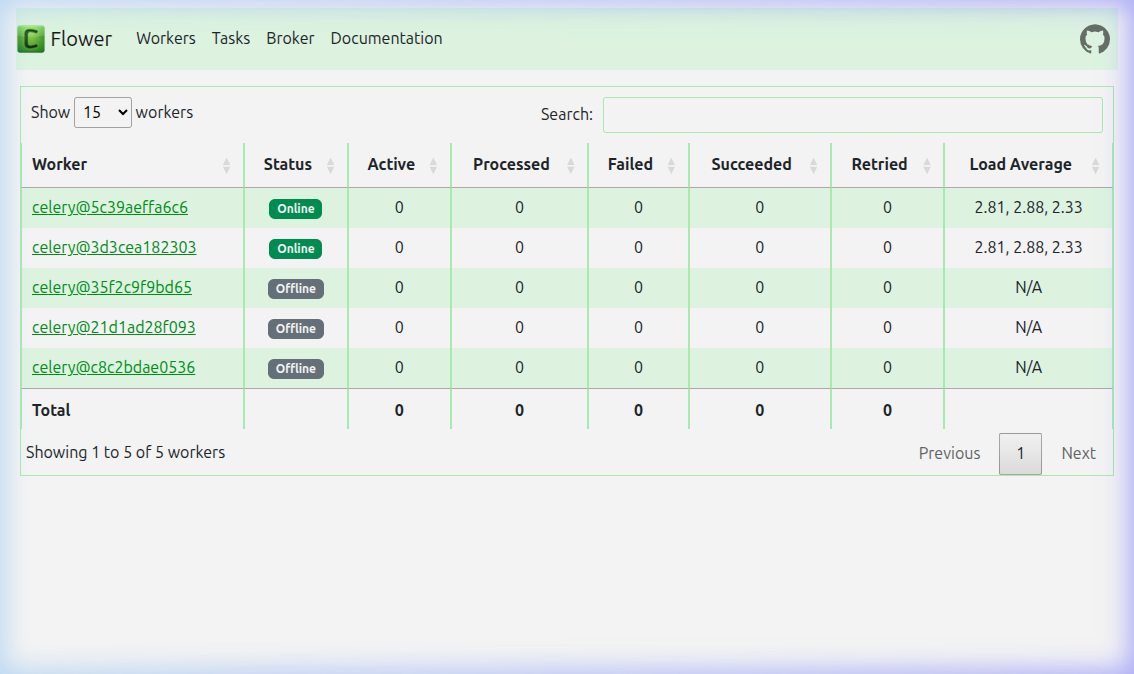 C Flower Workers Tasks Broker Documentation
Show 15 workers Search:
Worker Status Active Processed Failed Succeeded Retried Load Average
celery@5c39aeffa6c6 Online 0 0 0 0 0 2.81, 2.88, 2.33
celery@3d3cea182303 Online 0 0 0 0 0 2.81, 2.88, 2.33
celery@35f2c9f9bd65 Offline 0 0 0 0 0 N/A
celery@21d1ad28f093 Offline 0 0 0 0 0 N/A
celery@c8c2bdae0536 Offline 0 0 0 0 0 N/A
Total 0 0 0 0 0
Showing 1 to 5 of 5 workers Previous 1 Next